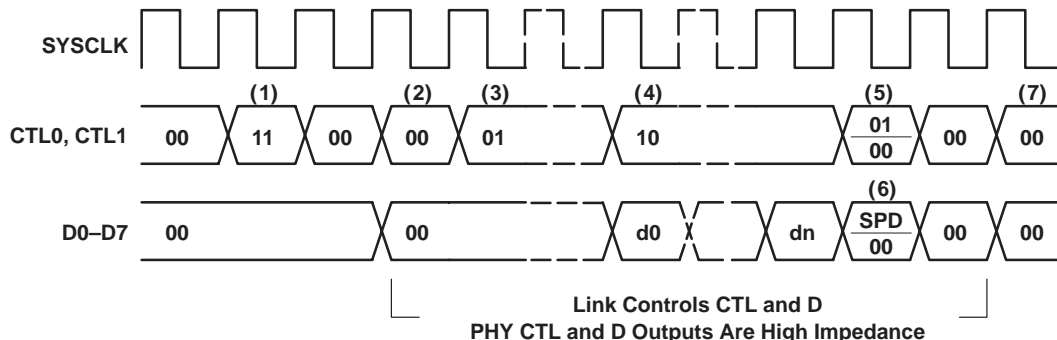 SYSCLK
(1) (2) (3) (4) (5) (7)
CTL0, CTL1 00 11 00 00 01 10 01 00 00 00
(6)
D0–D7 00 00 d0 dn SPD 00 00 00
Link Controls CTL and D
PHY CTL and D Outputs Are High Impedance